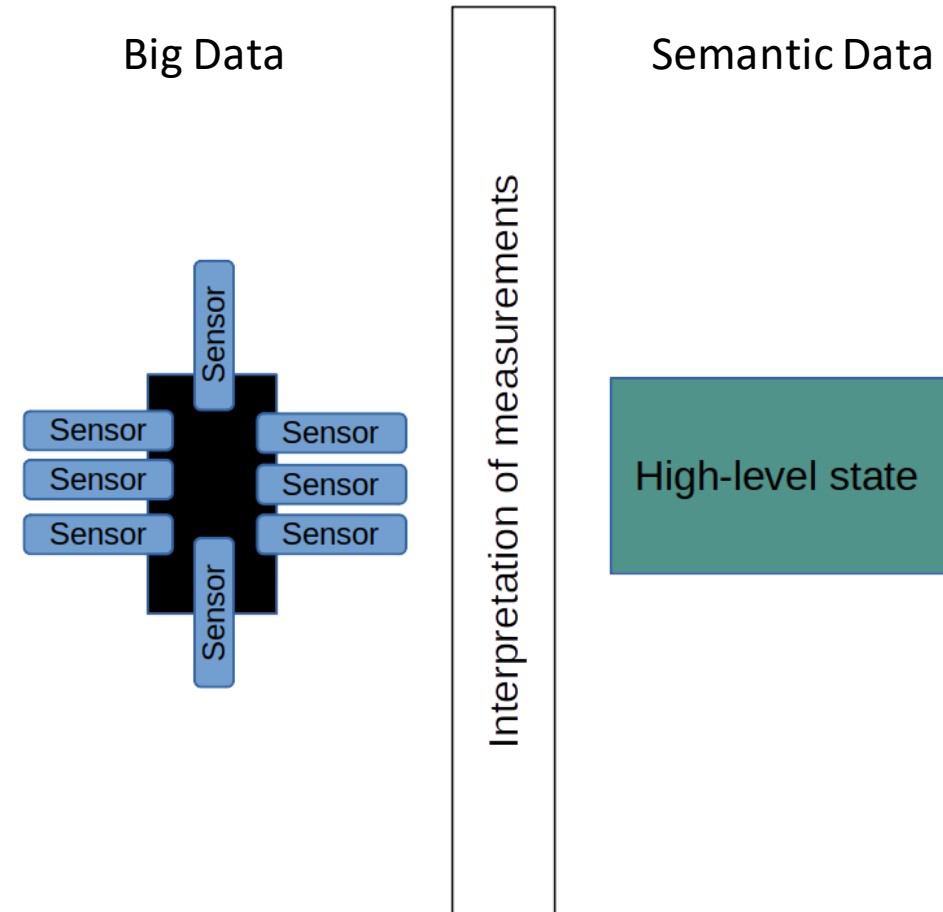 Big Data
Semantic Data
Interpretation of measurements
Sensor
Sensor
Sensor
Sensor
Sensor
Sensor
Sensor
Sensor
High-level state